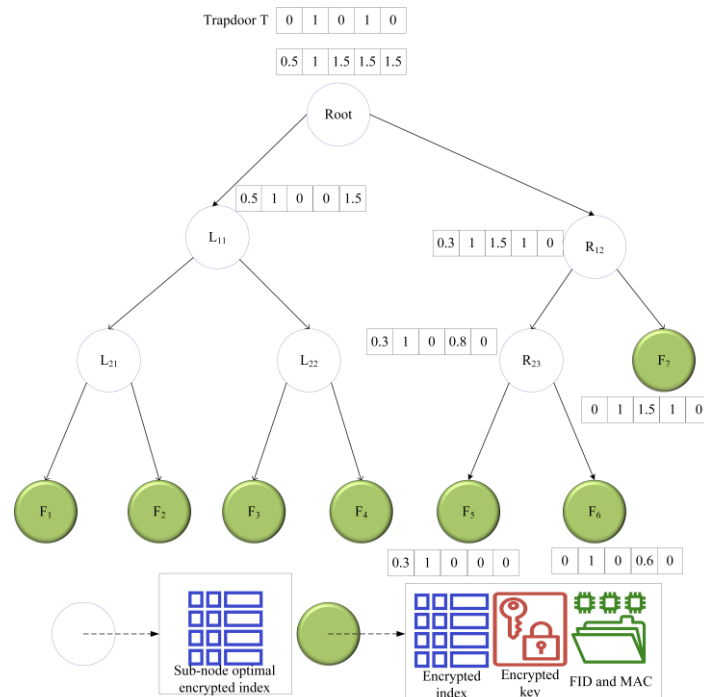 Trapdoor T 0 1 0 1 0
0.5 1 1.5 1.5 1.5
Root
0.5 1 0 0 1.5
L11
0.3 1 1.5 1 0
R12
0.3 1 0 0.8 0
L21
L22
R23
F7
0 1 1.5 1 0
F1
F2
F3
F4
F5
F6
0.3 1 0 0 0
0 1 0 0.6 0
Sub-node optimal
encrypted index
Encrypted
index
Encrypted
key
FID and MAC